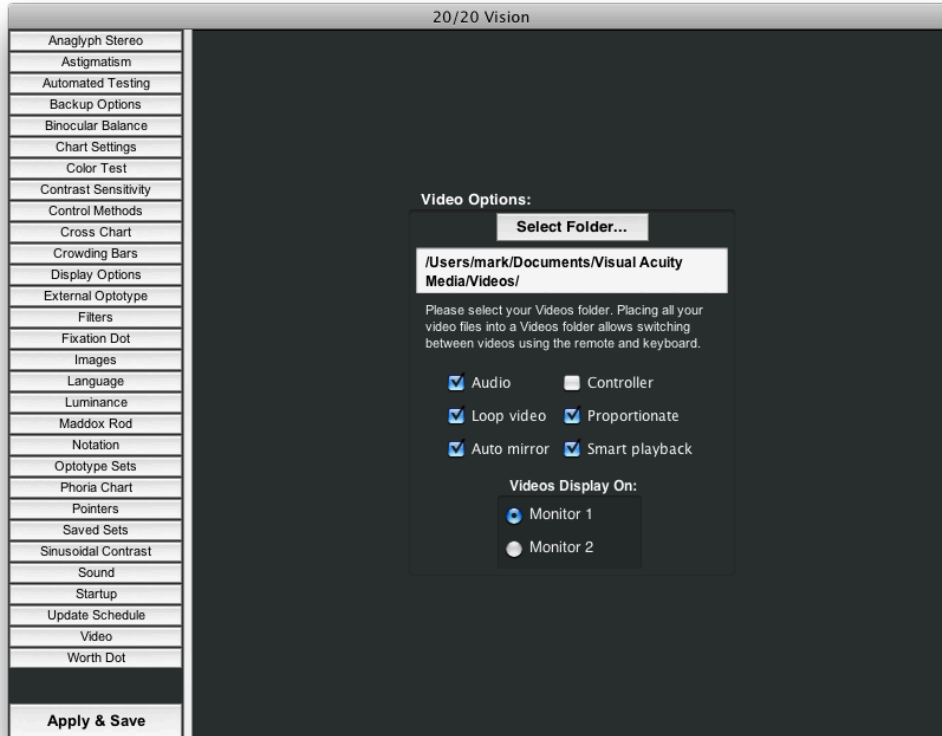 20/20 Vision
Anaglyph Stereo
Astigmatism
Automated Testing
Backup Options
Binocular Balance
Chart Settings
Color Test
Contrast Sensitivity
Control Methods
Cross Chart
Crowding Bars
Display Options
External Optotype
Filters
Fixation Dot
Images
Language
Luminance
Maddox Rod
Notation
Optotype Sets
Phoria Chart
Pointers
Saved Sets
Sinusoidal Contrast
Sound
Startup
Update Schedule
Video
Worth Dot
Apply & Save
Video Options:
Select Folder...
/Users/mark/Documents/Visual Acuity
Media/Videos/
Please select your Videos folder. Placing all your
video files into a Videos folder allows switching
between videos using the remote and keyboard.
Audio Controller
Loop video Proportionate
Auto mirror Smart playback
Videos Display On:
Monitor 1
Monitor 2